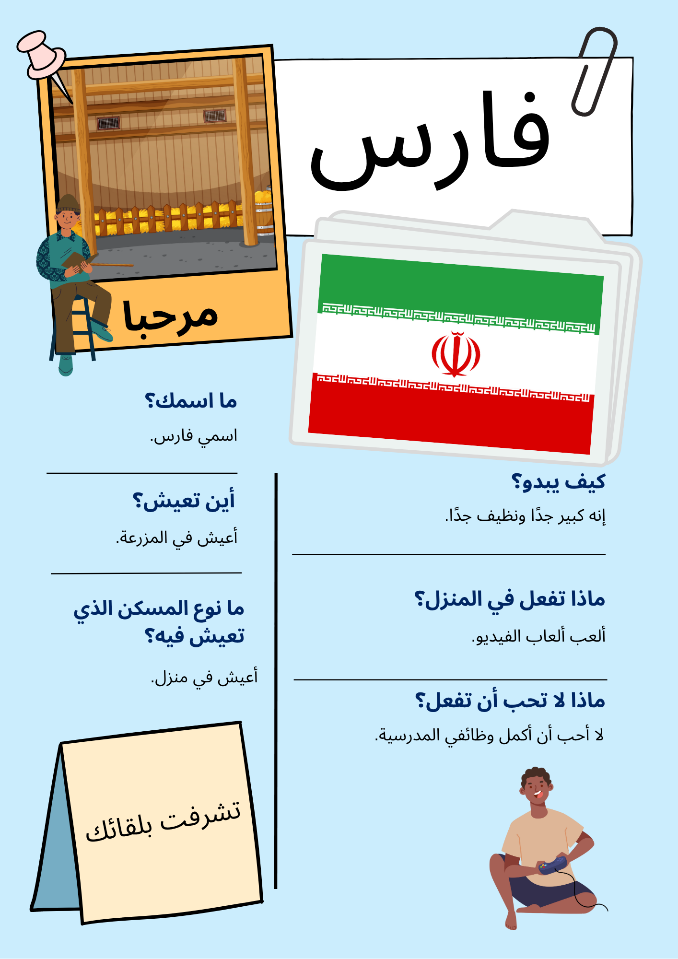 فارس
مرحبا
ما اسمك؟
اسمي فارس.
أين تعيش؟
أعيش في المزرعة.
ما نوع المسكن الذي
تعيش فيه؟
أعيش في منزل.
تشرفت بلقائك
كيف يبدو؟
إنه كبير جدًا ونظيف جدًا.
ماذا تفعل في المنزل؟
ألعب ألعاب الفيديو.
ماذا لا تحب أن تفعل؟
لا أحب أن أكمل وظائفي المدرسية.